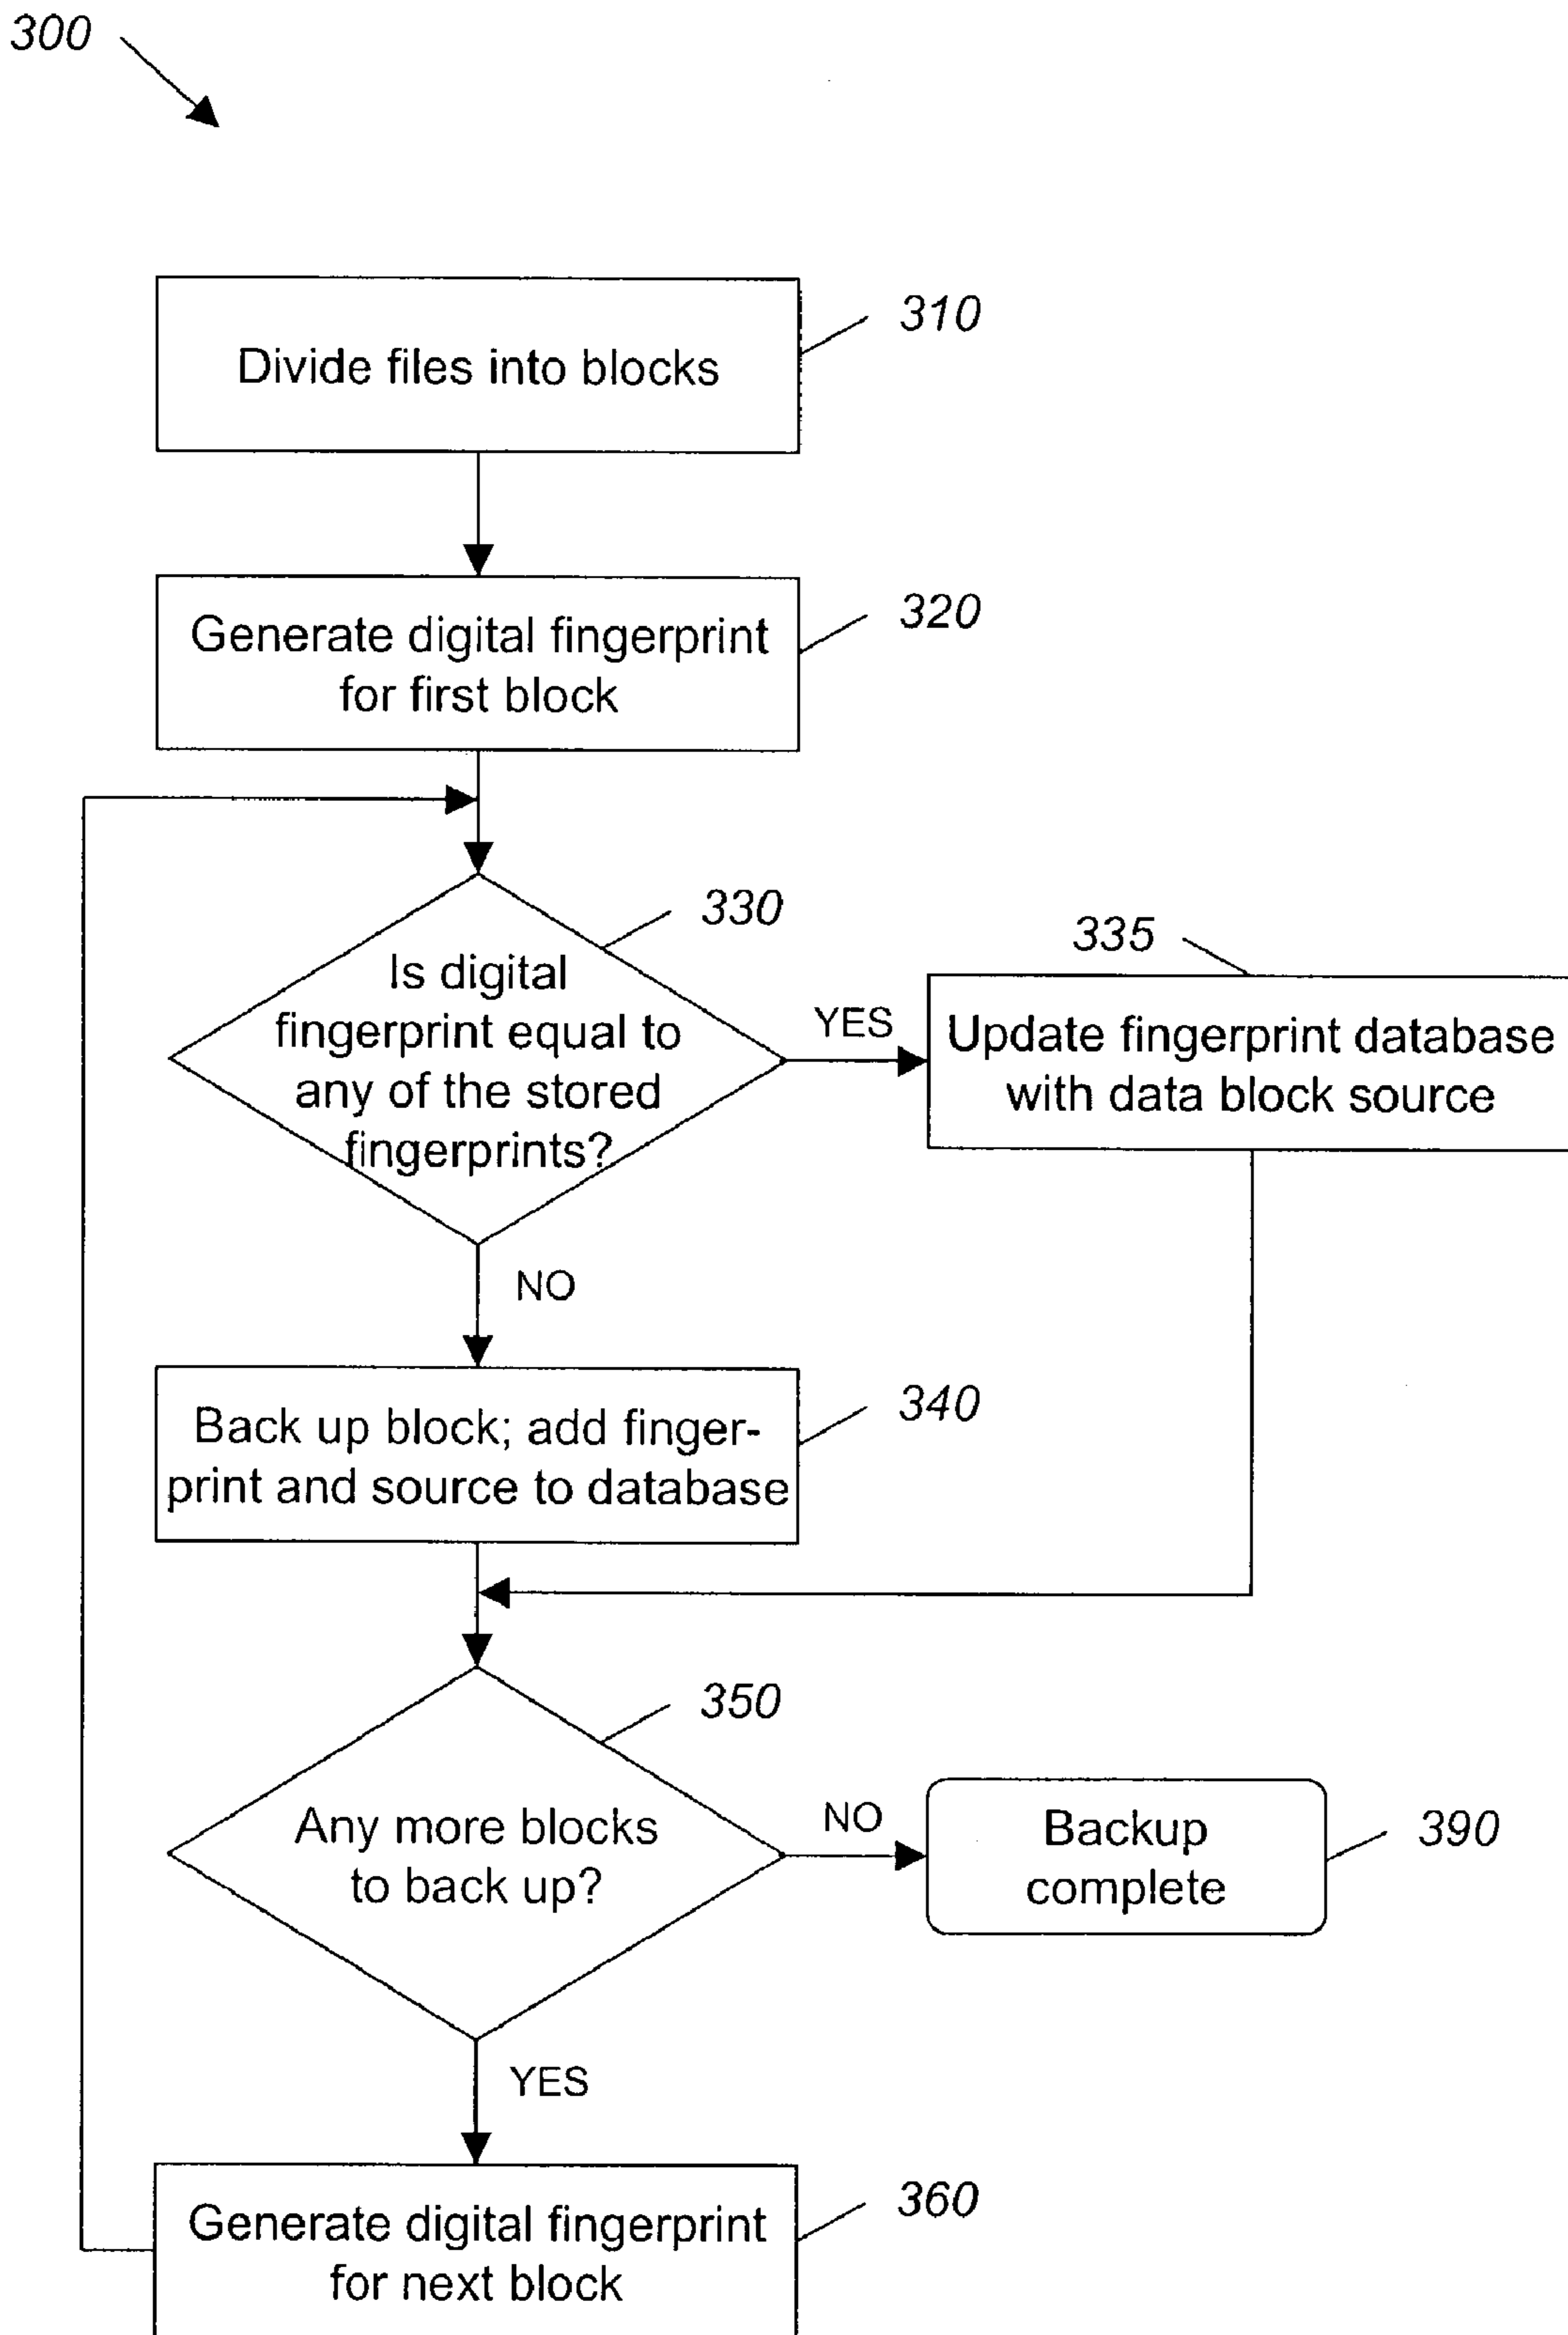 300
310
Divide files into blocks
320
Generate digital fingerprint
for first block
330
Is digital
fingerprint equal to
any of the stored
fingerprints?
YES
335
Update fingerprint database
with data block source
NO
340
Back up block; add finger-
print and source to database
350
Any more blocks
to back up?
NO
Backup
complete
390
YES
360
Generate digital fingerprint
for next block